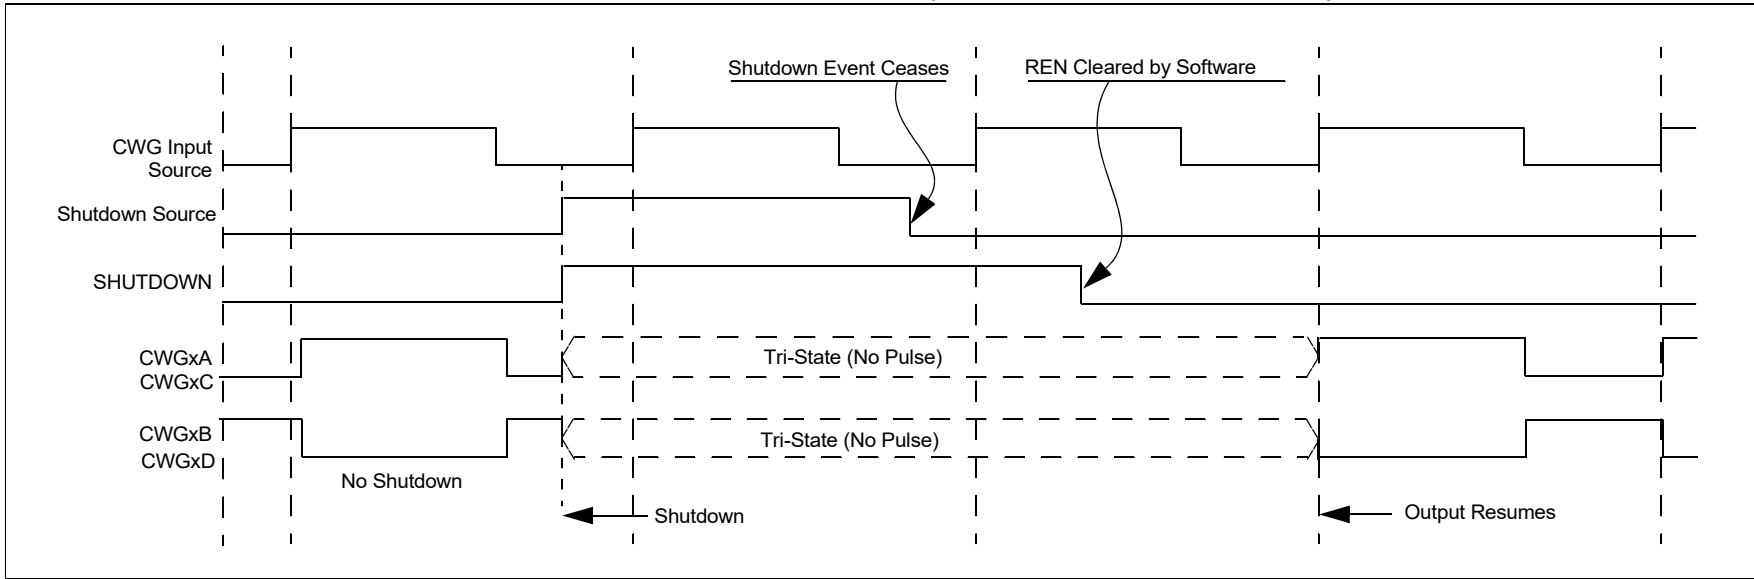 Shutdown Event Ceases
REN Cleared by Software
CWG Input
Source
Shutdown Source
SHUTDOWN
CWGxA
CWGxC
Tri-State (No Pulse)
CWGxB
CWGxD
Tri-State (No Pulse)
No Shutdown
Shutdown
Output Resumes